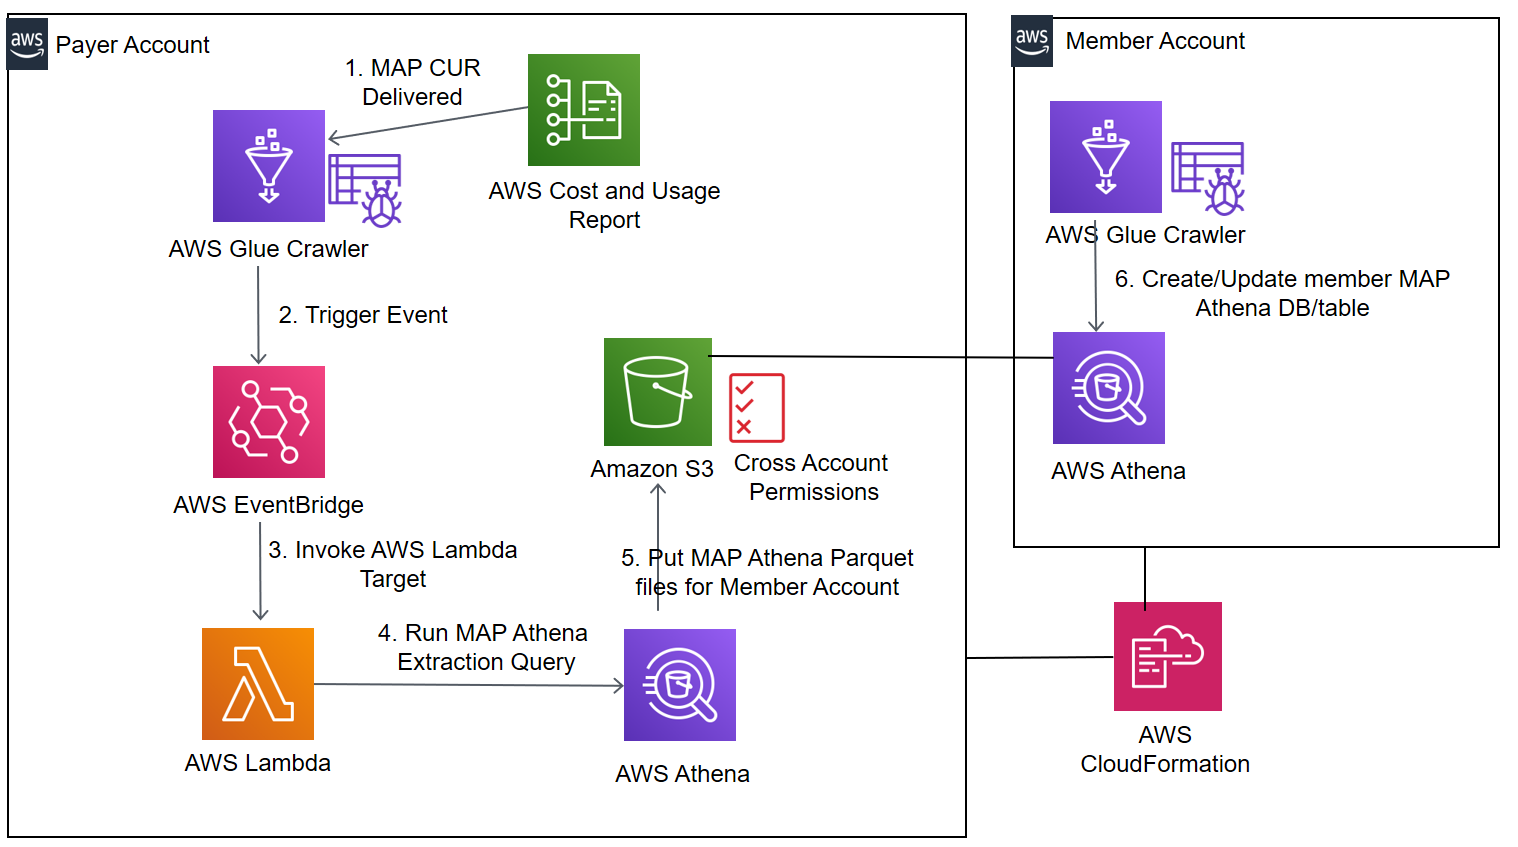 aws
Payer Account
1. MAP CUR
Delivered
AWS Cost and Usage
Report
AWS Glue Crawler
2. Trigger Event
AWS EventBridge
3. Invoke AWS Lambda
Target
AWS Lambda
4. Run MAP Athena
Extraction Query
AWS Athena
5. Put MAP Athena Parquet
files for Member Account
Amazon S3
Cross Account
Permissions
aws
Member Account
AWS Glue Crawler
6. Create/Update member MAP
Athena DB/table
AWS Athena
AWS
CloudFormation